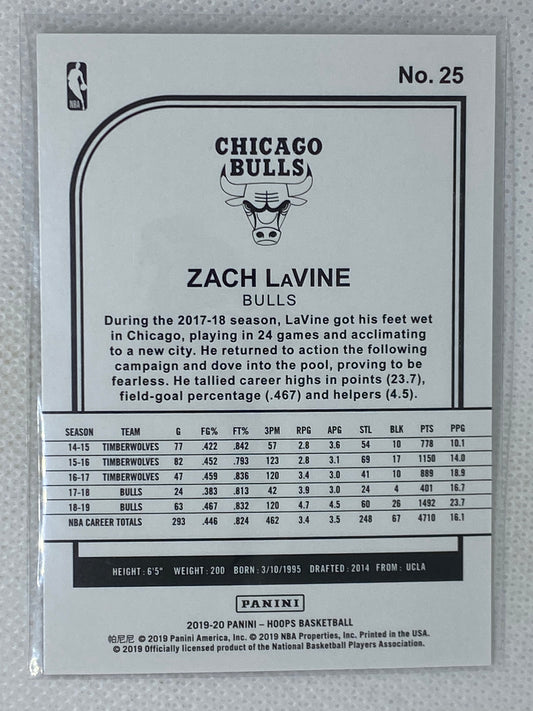 No. 25
NBA
CHICAGO
BULLS
ZACH LAVINE
BULLS
During the 2017-18 season, LaVine got his feet wet
in Chicago, playing in 24 games and acclimating
to a new city. He returned to action the following
campaign and dove into the pool, proving to be
fearless. He tallied career highs in points (23.7),
field-goal percentage (.467) and helpers (4.5).
SEASON TEAM G FG% FT% 3PM RPG APG STL BLK PTS PPG
14-15 TIMBERWOLVES 77 .422 .842 57 2.8 3.6 54 10 778 10.1
15-16 TIMBERWOLVES 82 .452 .793 123 2.8 3.1 69 17 1150 14.0
16-17 TIMBERWOLVES 47 .459 .836 120 3.4 3.0 41 10 889 18.9
17-18 BULLS 24 .383 .813 42 3.9 3.0 24 4 401 16.7
18-19 BULLS 63 .467 .832 120 4.7 4.5 60 26 1492 23.7
NBA CAREER TOTALS 293 .446 .824 462 3.4 3.5 248 67 4710 16.1
HEIGHT: 6'5" WEIGHT: 200 BORN: 3/10/1995 DRAFTED: 2014 FROM: UCLA
PANINI
2019-20 PANINI – HOOPS BASKETBALL
帕尼尼 © 2019 Panini America, Inc. © 2019 NBA Properties, Inc. Printed in the USA.
© 2019 Officially licensed product of the National Basketball Players Association.